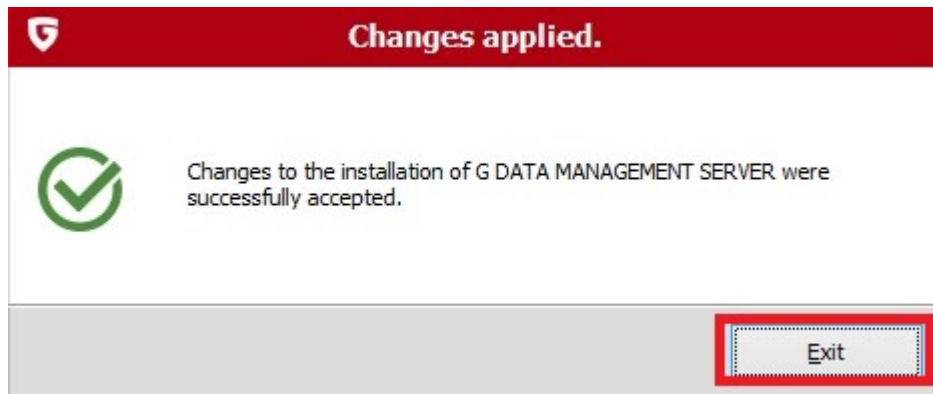 Changes applied.
Changes to the installation of G DATA MANAGEMENT SERVER were
successfully accepted.
Exit